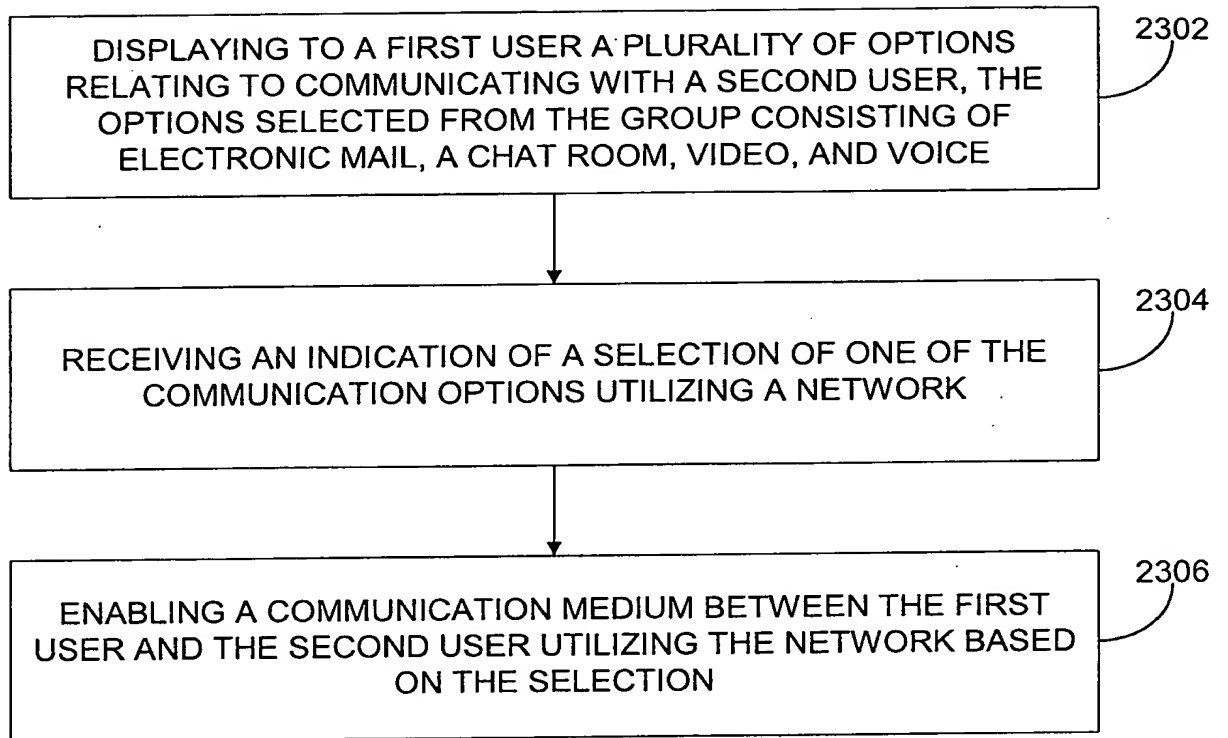 2302
DISPLAYING TO A FIRST USER A PLURALITY OF OPTIONS
RELATING TO COMMUNICATING WITH A SECOND USER, THE
OPTIONS SELECTED FROM THE GROUP CONSISTING OF
ELECTRONIC MAIL, A CHAT ROOM, VIDEO, AND VOICE
2304
RECEIVING AN INDICATION OF A SELECTION OF ONE OF THE
COMMUNICATION OPTIONS UTILIZING A NETWORK
2306
ENABLING A COMMUNICATION MEDIUM BETWEEN THE FIRST
USER AND THE SECOND USER UTILIZING THE NETWORK BASED
ON THE SELECTION